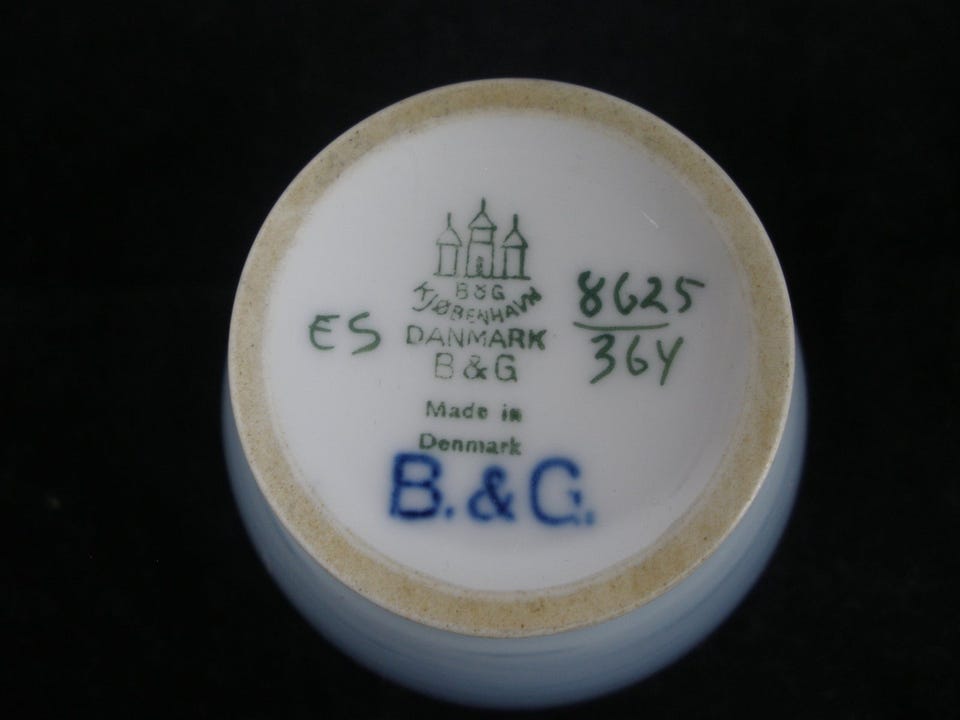 B&G
KJØBENHAVN
DANMARK
B & G
ES
8625
364
Made in
Denmark
B. & G.